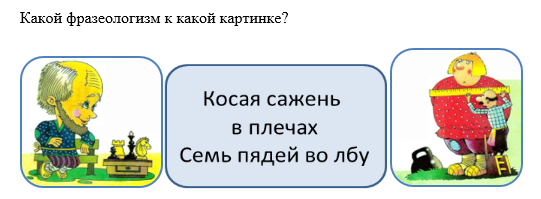 Какой фразеологизм к какой картинке?
Косая сажень
в плечах
Семь пядей во лбу